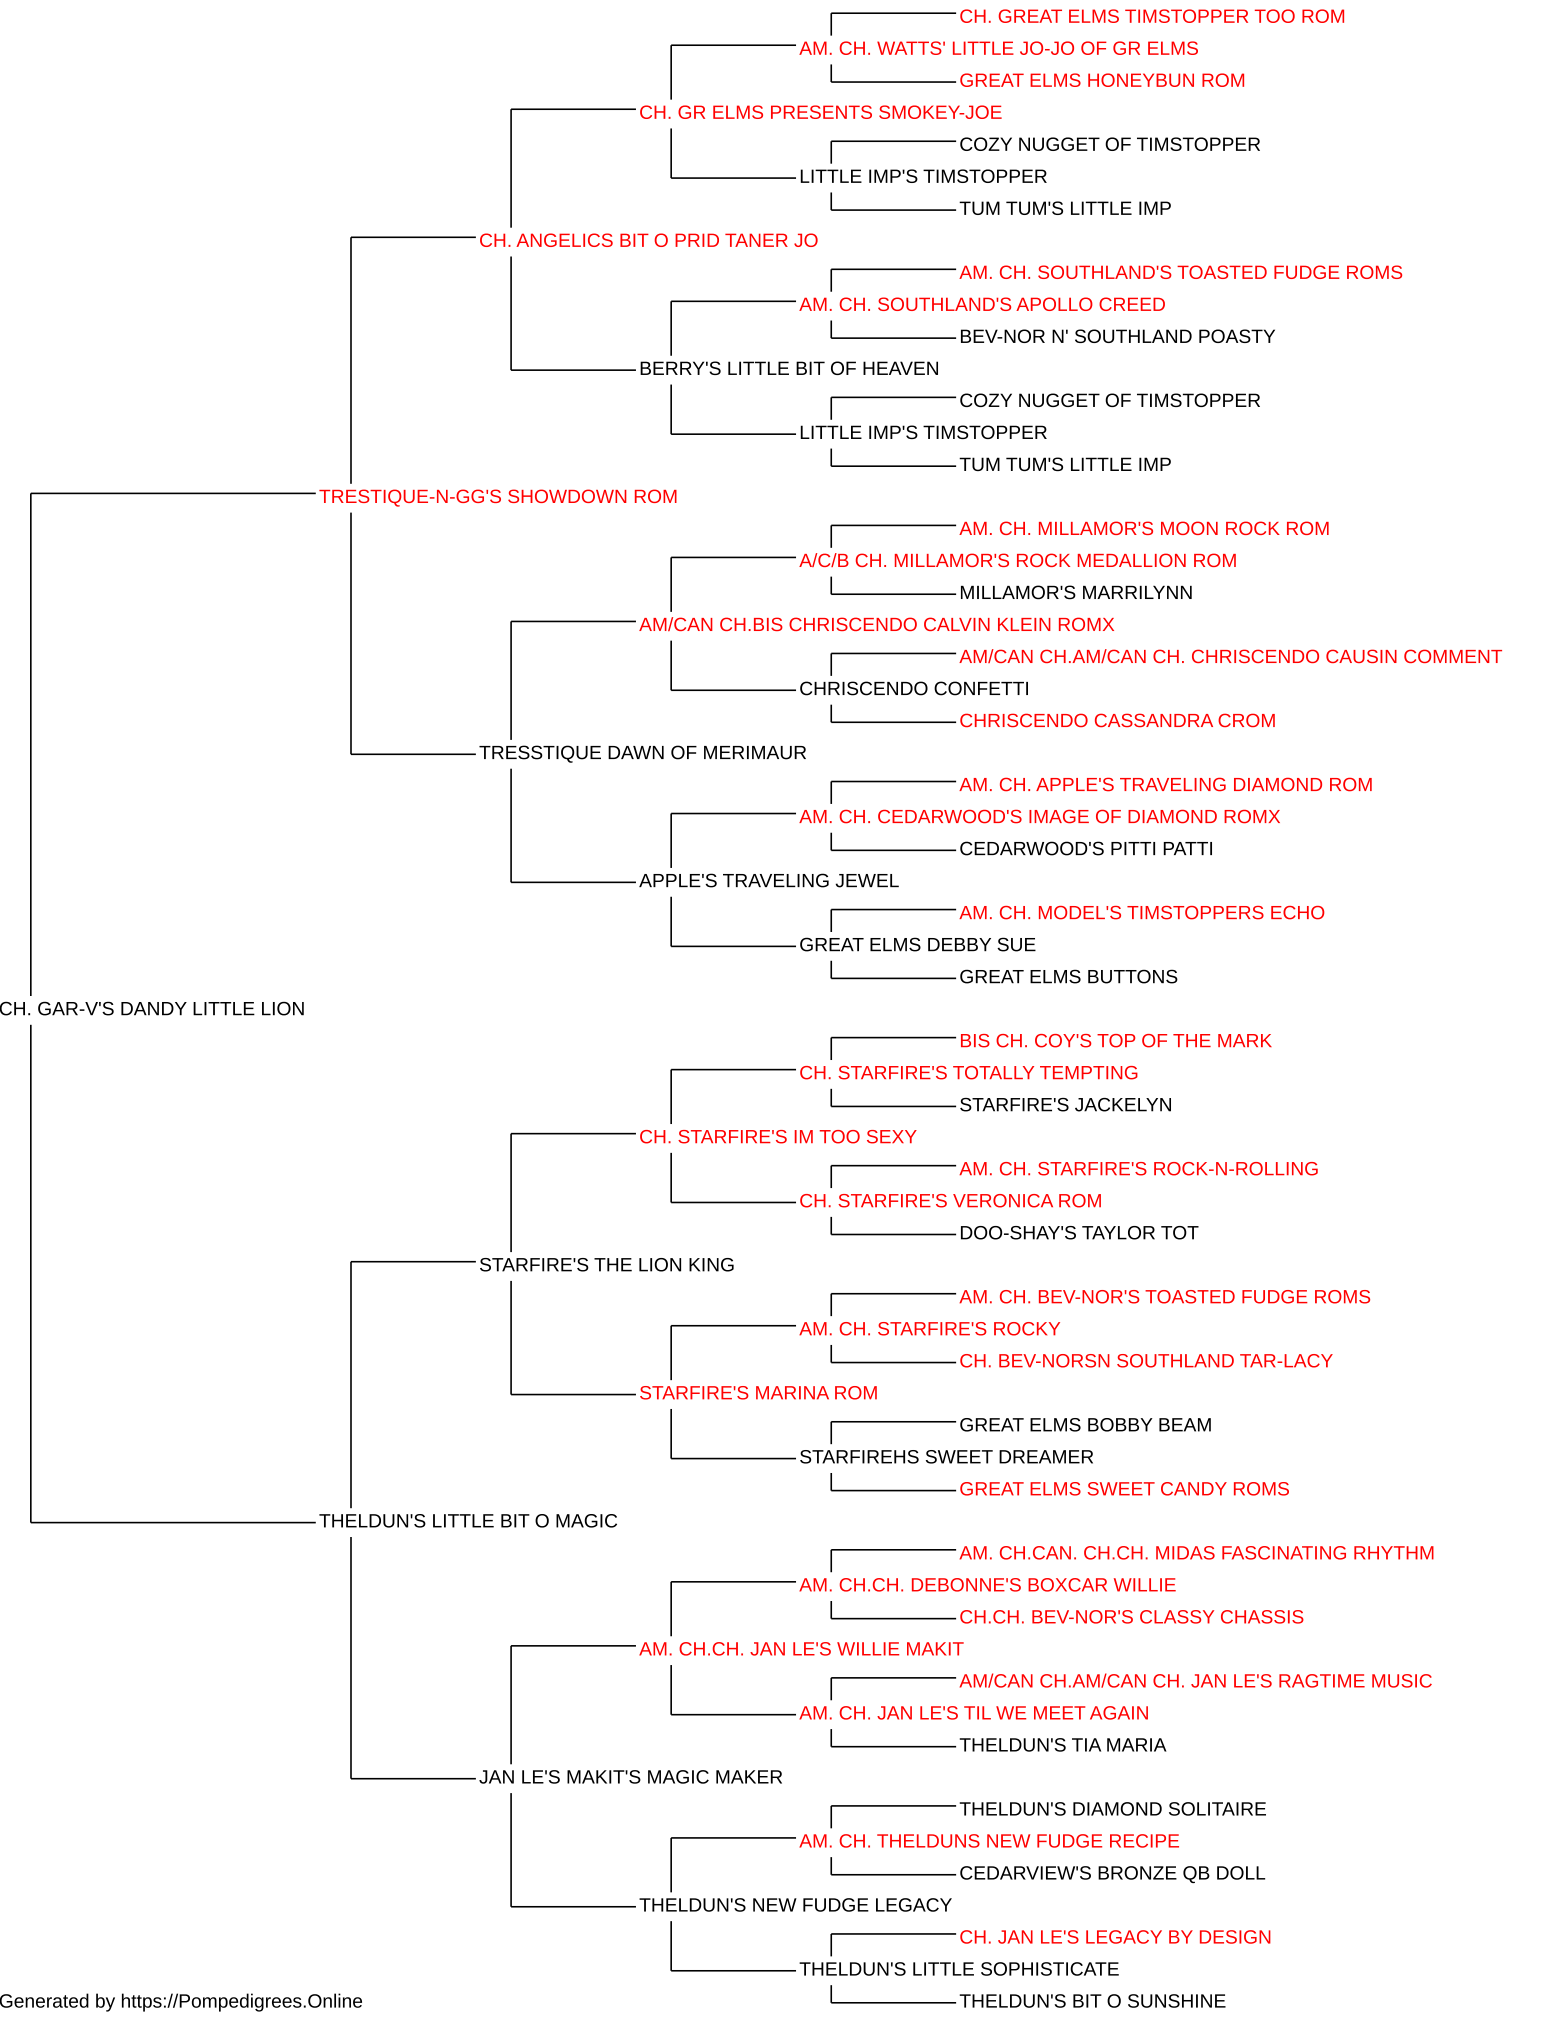 CH. GREAT ELMS TIMSTOPPER TOO ROM
AM. CH. WATTS' LITTLE JO-JO OF GR ELMS
GREAT ELMS HONEYBUN ROM
CH. GR ELMS PRESENTS SMOKEY-JOE
COZY NUGGET OF TIMSTOPPER
LITTLE IMP'S TIMSTOPPER
TUM TUM'S LITTLE IMP
CH. ANGELICS BIT O PRID TANER JO
AM. CH. SOUTHLAND'S TOASTED FUDGE ROMS
AM. CH. SOUTHLAND'S APOLLO CREED
BEV-NOR N' SOUTHLAND POASTY
BERRY'S LITTLE BIT OF HEAVEN
COZY NUGGET OF TIMSTOPPER
LITTLE IMP'S TIMSTOPPER
TUM TUM'S LITTLE IMP
TRESTIQUE-N-GG'S SHOWDOWN ROM
AM. CH. MILLAMOR'S MOON ROCK ROM
A/C/B CH. MILLAMOR'S ROCK MEDALLION ROM
MILLAMOR'S MARRILYNN
AM/CAN CH.BIS CHRISCENDO CALVIN KLEIN ROMX
AM/CAN CH.AM/CAN CH. CHRISCENDO CAUSIN COMMENT
CHRISCENDO CONFETTI
CHRISCENDO CASSANDRA CROM
TRESSTIQUE DAWN OF MERIMAUR
AM. CH. APPLE'S TRAVELING DIAMOND ROM
AM. CH. CEDARWOOD'S IMAGE OF DIAMOND ROMX
CEDARWOOD'S PITTI PATTI
APPLE'S TRAVELING JEWEL
AM. CH. MODEL'S TIMSTOPPERS ECHO
GREAT ELMS DEBBY SUE
GREAT ELMS BUTTONS
CH. GAR-V'S DANDY LITTLE LION
BIS CH. COY'S TOP OF THE MARK
CH. STARFIRE'S TOTALLY TEMPTING
STARFIRE'S JACKELYN
CH. STARFIRE'S IM TOO SEXY
AM. CH. STARFIRE'S ROCK-N-ROLLING
CH. STARFIRE'S VERONICA ROM
DOO-SHAY'S TAYLOR TOT
STARFIRE'S THE LION KING
AM. CH. BEV-NOR'S TOASTED FUDGE ROMS
AM. CH. STARFIRE'S ROCKY
CH. BEV-NORSN SOUTHLAND TAR-LACY
STARFIRE'S MARINA ROM
GREAT ELMS BOBBY BEAM
STARFIREHS SWEET DREAMER
GREAT ELMS SWEET CANDY ROMS
THELDUN'S LITTLE BIT O MAGIC
AM. CH.CAN. CH.CH. MIDAS FASCINATING RHYTHM
AM. CH.CH. DEBONNE'S BOXCAR WILLIE
CH.CH. BEV-NOR'S CLASSY CHASSIS
AM. CH.CH. JAN LE'S WILLIE MAKIT
AM/CAN CH.AM/CAN CH. JAN LE'S RAGTIME MUSIC
AM. CH. JAN LE'S TIL WE MEET AGAIN
THELDUN'S TIA MARIA
JAN LE'S MAKIT'S MAGIC MAKER
THELDUN'S DIAMOND SOLITAIRE
AM. CH. THELDUNS NEW FUDGE RECIPE
CEDARVIEW'S BRONZE QB DOLL
THELDUN'S NEW FUDGE LEGACY
CH. JAN LE'S LEGACY BY DESIGN
THELDUN'S LITTLE SOPHISTICATE
THELDUN'S BIT O SUNSHINE
Generated by https://Pompedigrees.Online